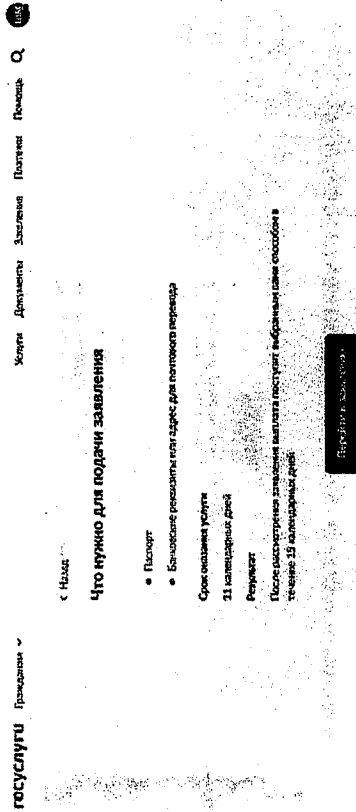 госуслуги Гражданам Услуги Документы Заявления Платежи Помощь
Назад
Что нужно для подачи заявления
Паспорт
Банковские реквизиты или адрес для почтового перевода
Срок оказания услуги
11 календарных дней
Результат
После рассмотрения заявления выплата поступит выбранным вами способом в
течение 15 календарных дней
Перейти к заявлению